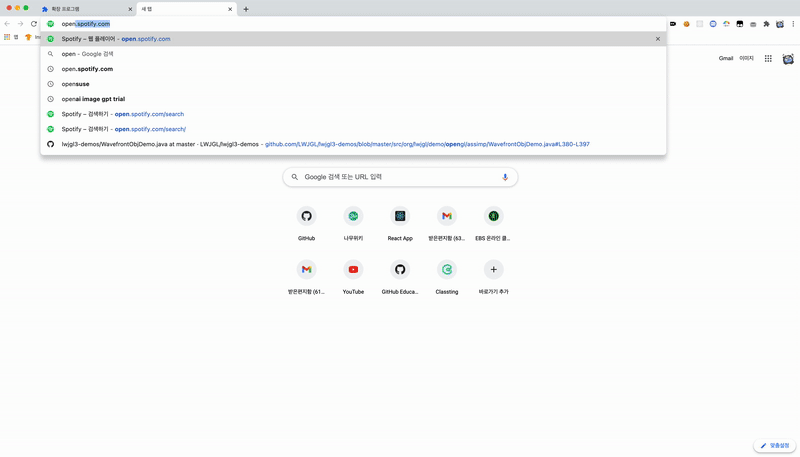 확장 프로그램
새 탭
open.spotify.com
앱
Spotify – 웹 플레이어 - open.spotify.com
open - Google 검색
open.spotify.com
opensuse
openai image gpt trial
Spotify – 검색하기 - open.spotify.com/search
Spotify – 검색하기 - open.spotify.com/search/
lwjgl3-demos/WavefrontObjDemo.java at master · LWJGL/lwjgl3-demos - github.com/LWJGL/lwjgl3-demos/blob/master/src/org/lwjgl/demo/opengl/assimp/WavefrontObjDemo.java#L380-L397
Gmail 이미지
Google 검색 또는 URL 입력
GitHub 나무위키 React App 받은편지함 (63... EBS 온라인 클...
받은편지함 (61... YouTube GitHub Educa... Classting 바로가기 추가
맞춤설정